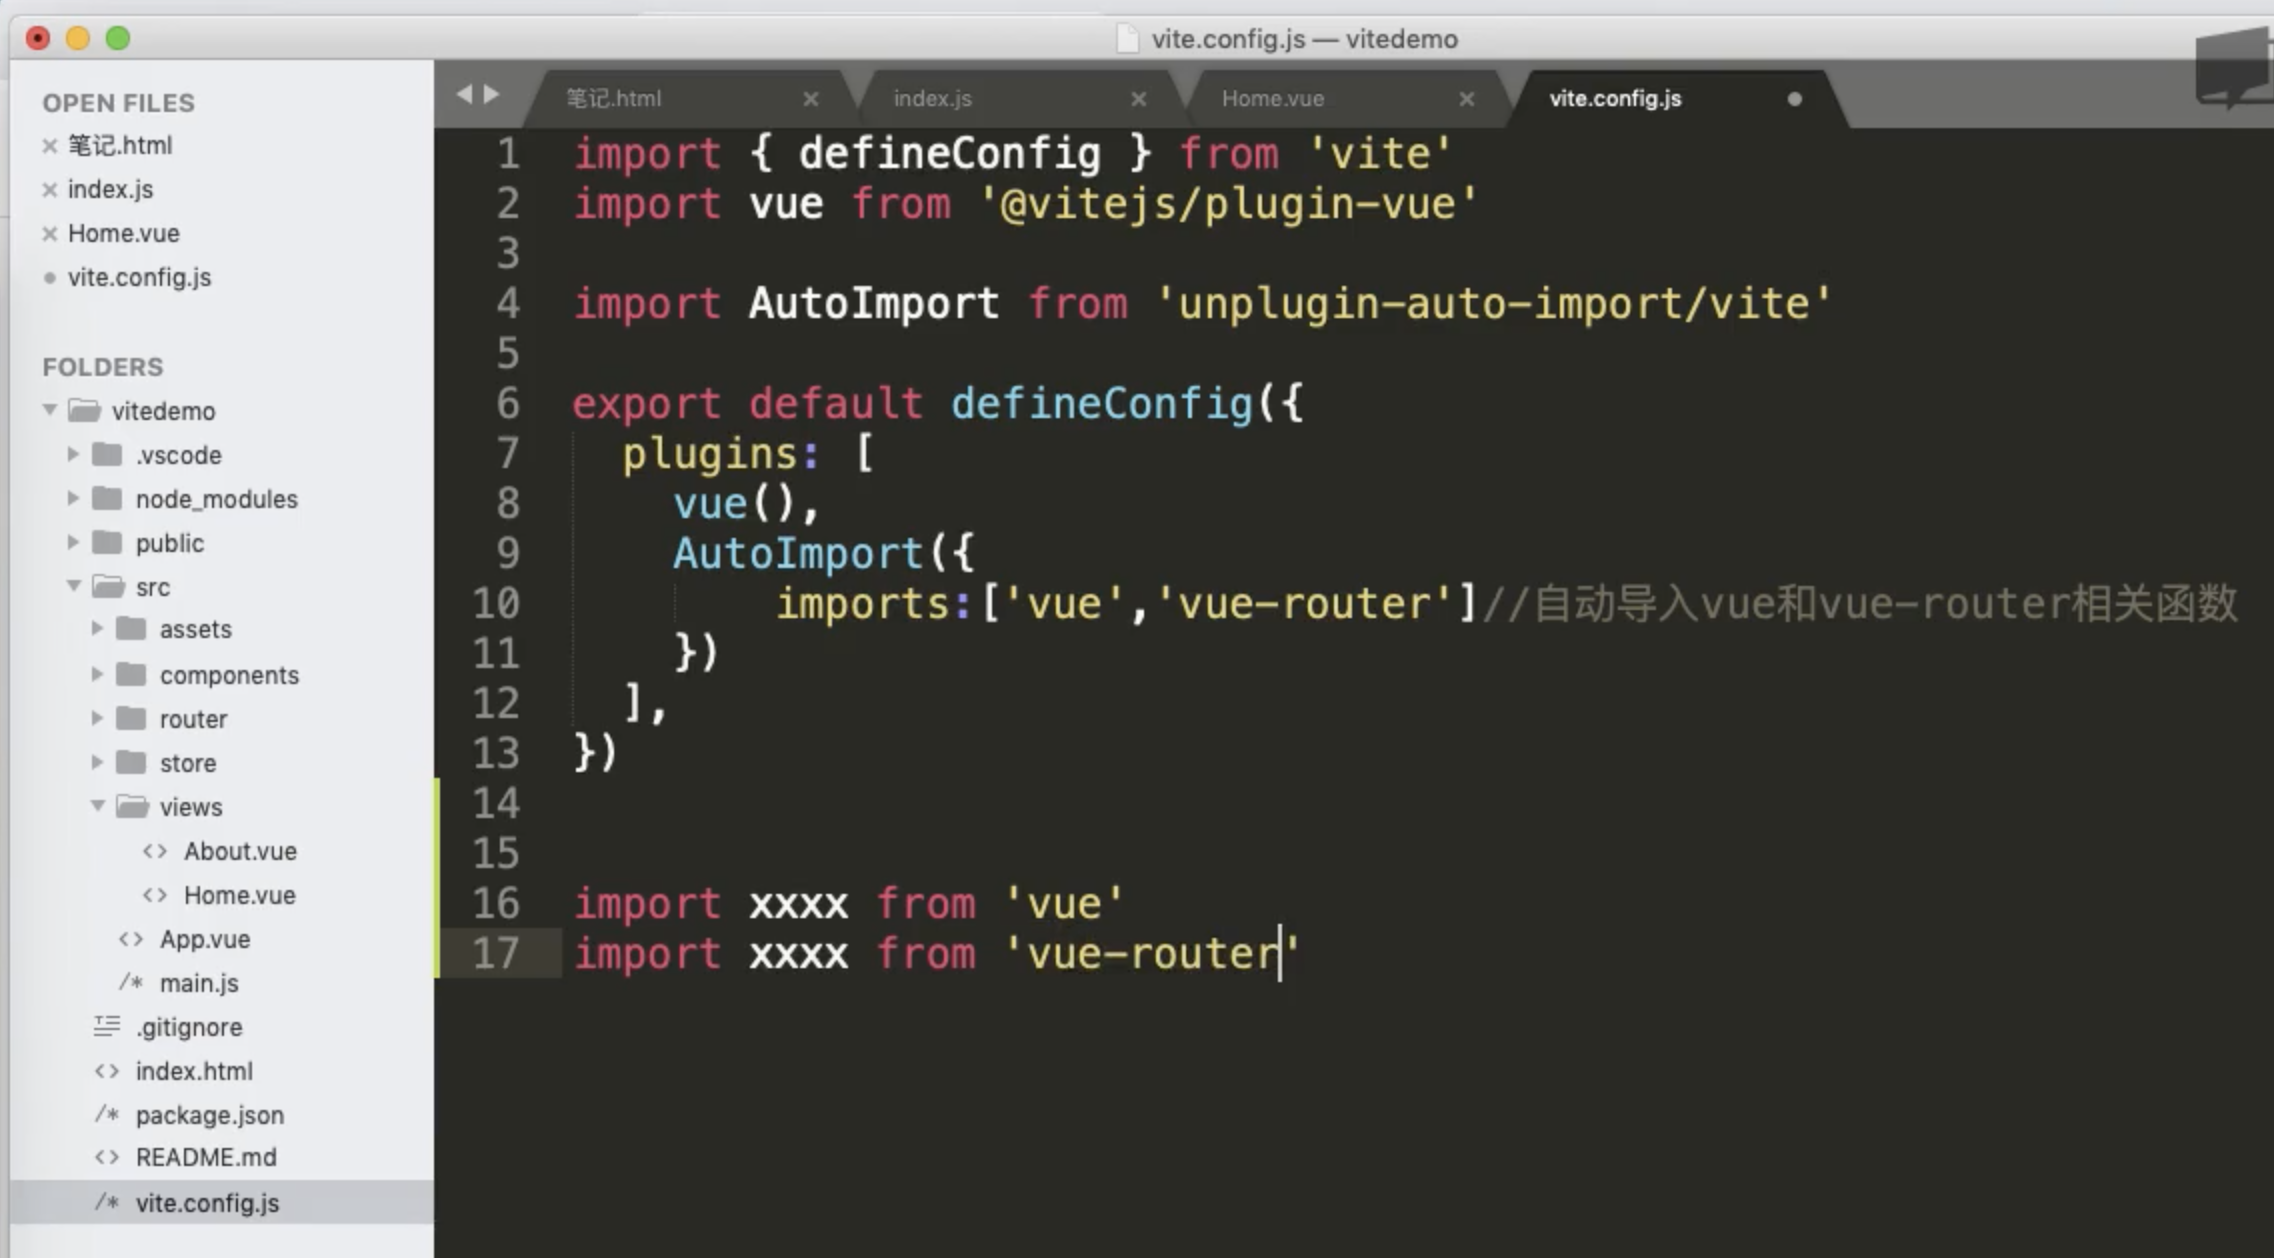 vite.config.js — vitedemo
OPEN FILES
笔记.html
index.js
Home.vue
vite.config.js
FOLDERS
vitedemo
.vscode
node_modules
public
src
assets
components
router
store
views
About.vue
Home.vue
App.vue
main.js
.gitignore
index.html
package.json
README.md
vite.config.js
笔记.html
index.js
Home.vue
vite.config.js
1 import { defineConfig } from 'vite'
2 import vue from '@vitejs/plugin-vue'
3
4 import AutoImport from 'unplugin-auto-import/vite'
5
6 export default defineConfig({
7 plugins: [
8 vue(),
9 AutoImport({
10 imports:['vue','vue-router']//自动导入vue和vue-router相关函数
11 })
12 ],
13 })
14
15
16 import xxxx from 'vue'
17 import xxxx from 'vue-router'